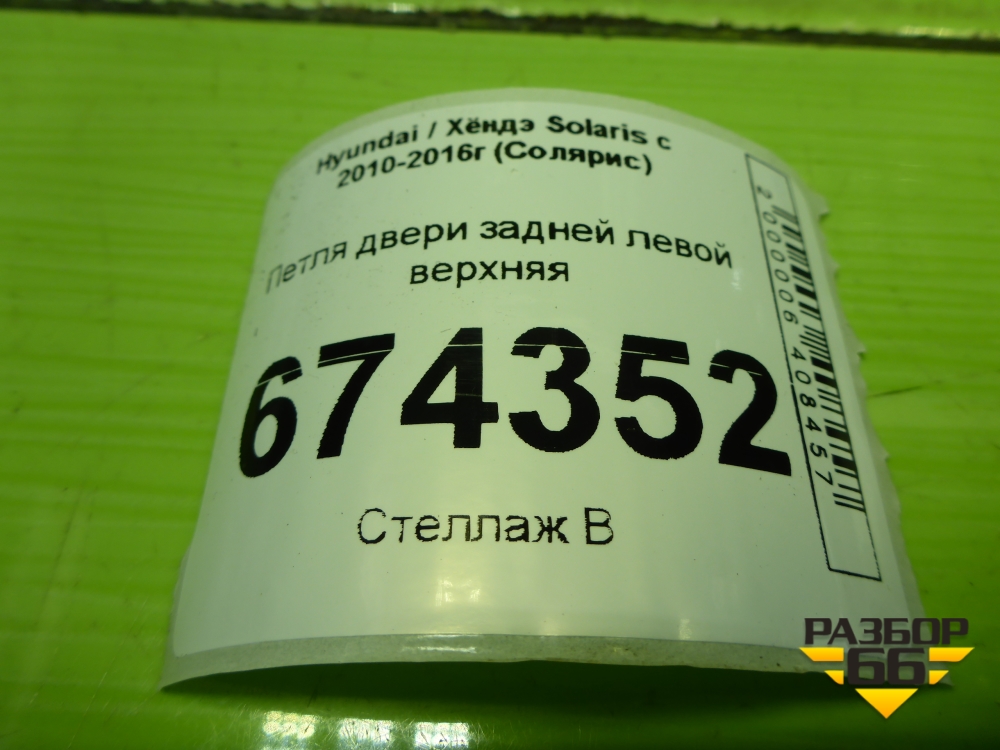 Hyundai / Хёндэ Solaris с
2010-2016г (Солярис)
Петля двери задней левой
верхняя
674352
Стеллаж В
2000006408457
РАЗБОР
66